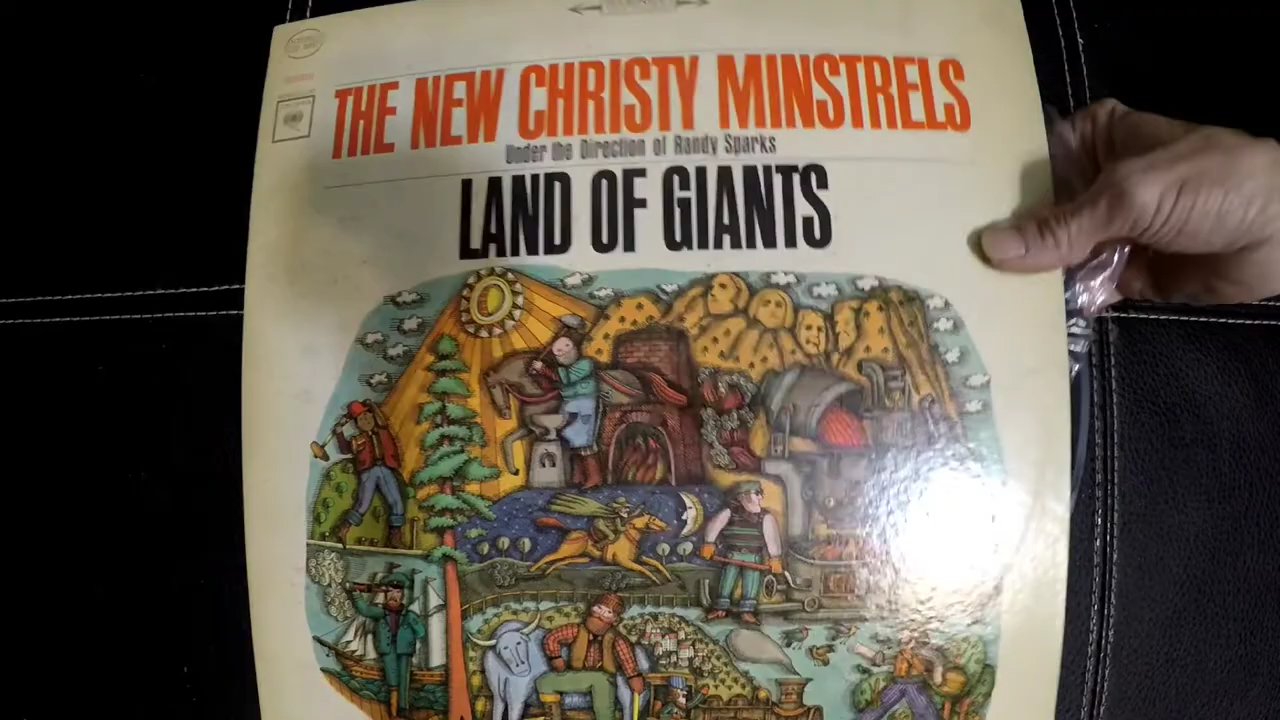 THE NEW CHRISTY MINSTRELS
Under the Direction of Randy Sparks
LAND OF GIANTS